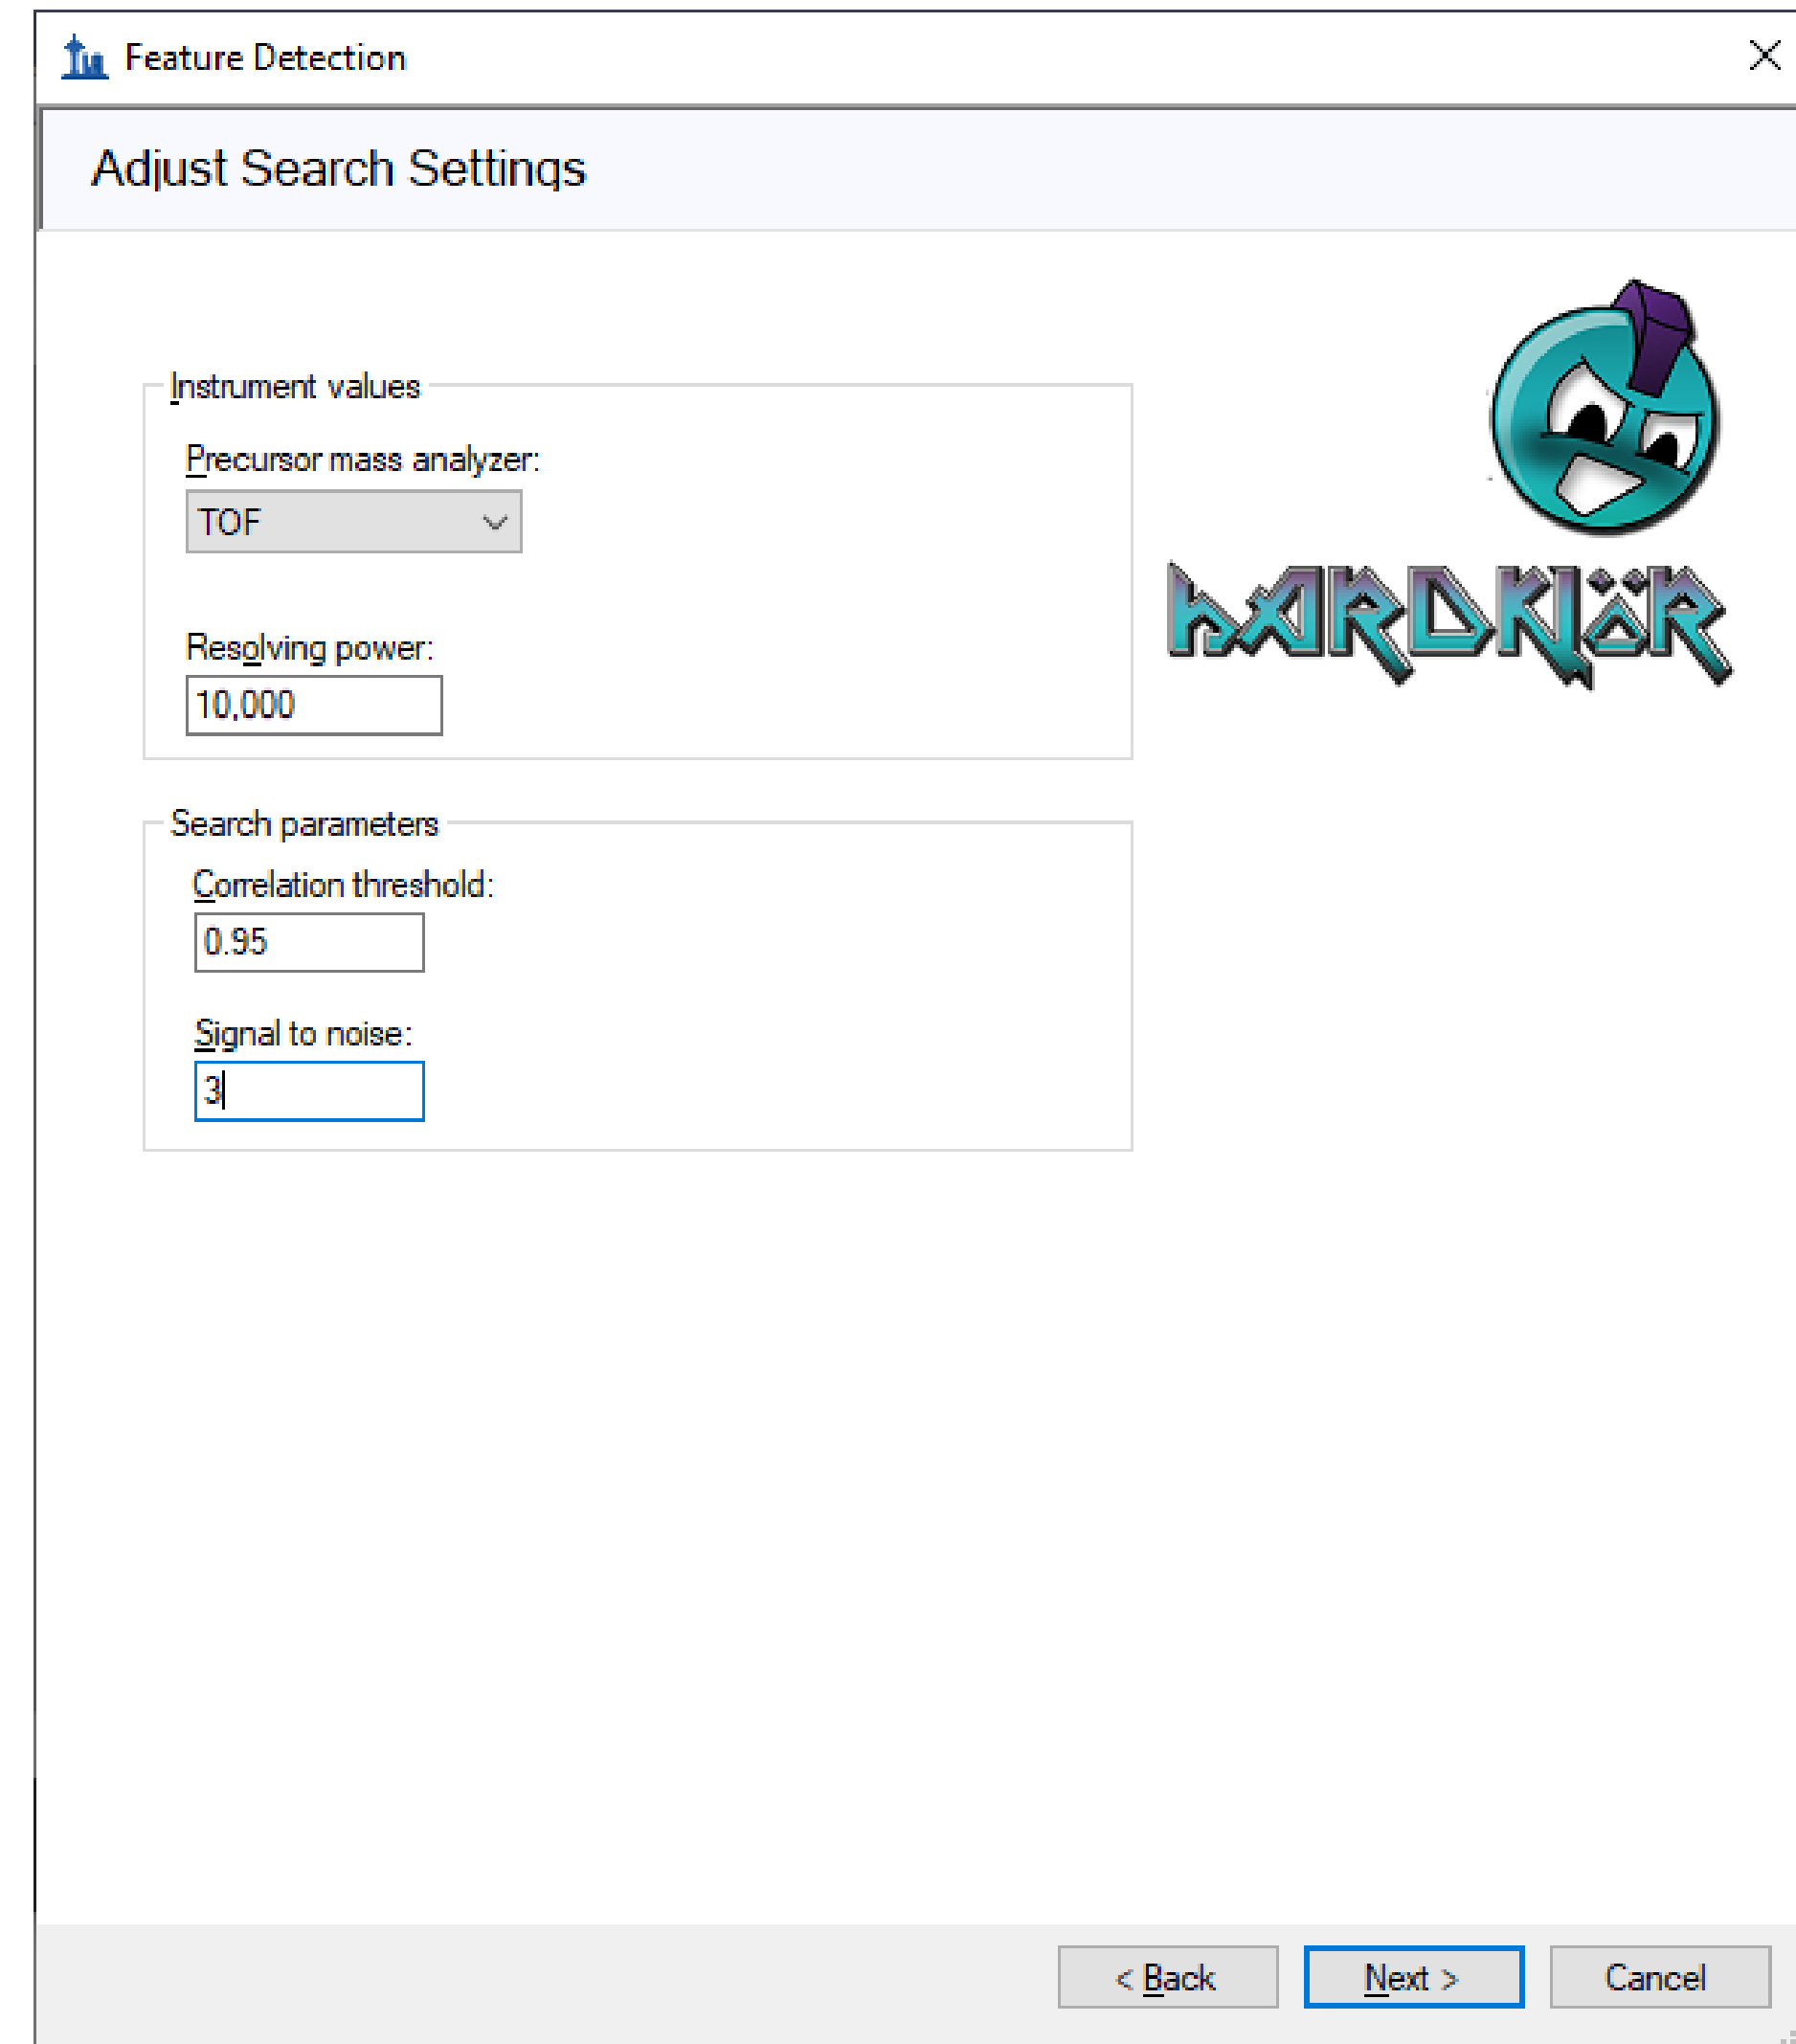 Feature Detection
Adjust Search Settings
Instrument values
Precursor mass analyzer:
TOF
Resolving power:
10,000
HARDKLÖR
Search parameters
Correlation threshold:
0.95
Signal to noise:
3
< Back
Next >
Cancel